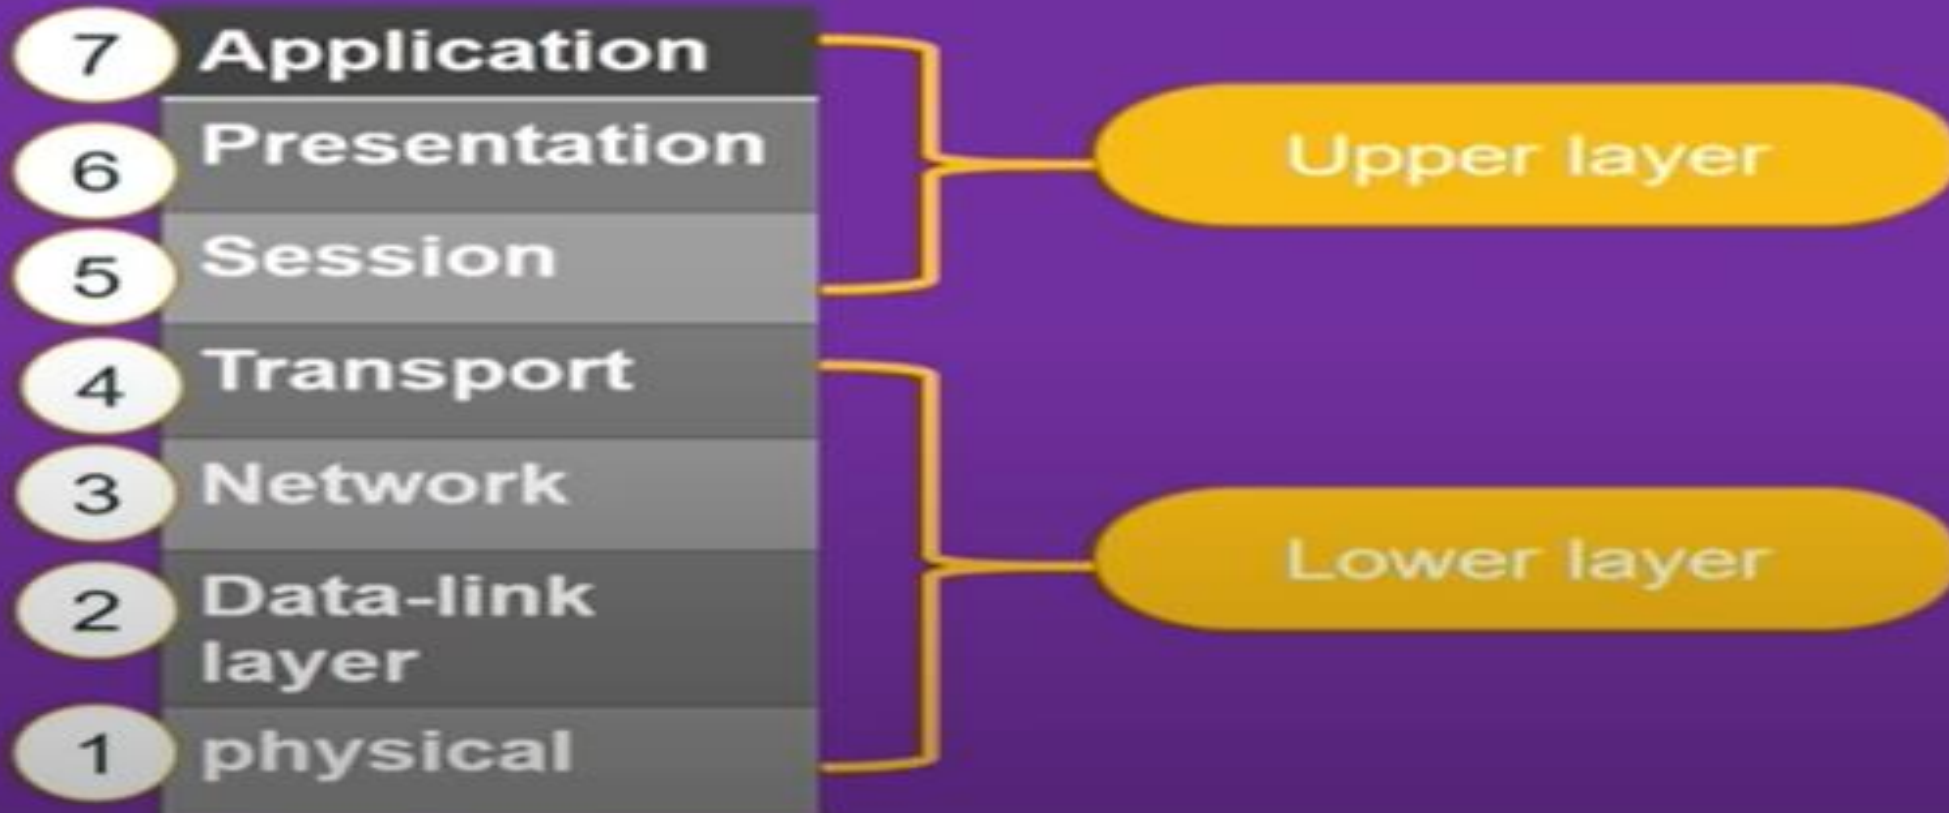 7 Application
6 Presentation
5 Session
Upper layer
4 Transport
3 Network
2 Data-link
layer
1 physical
Lower layer